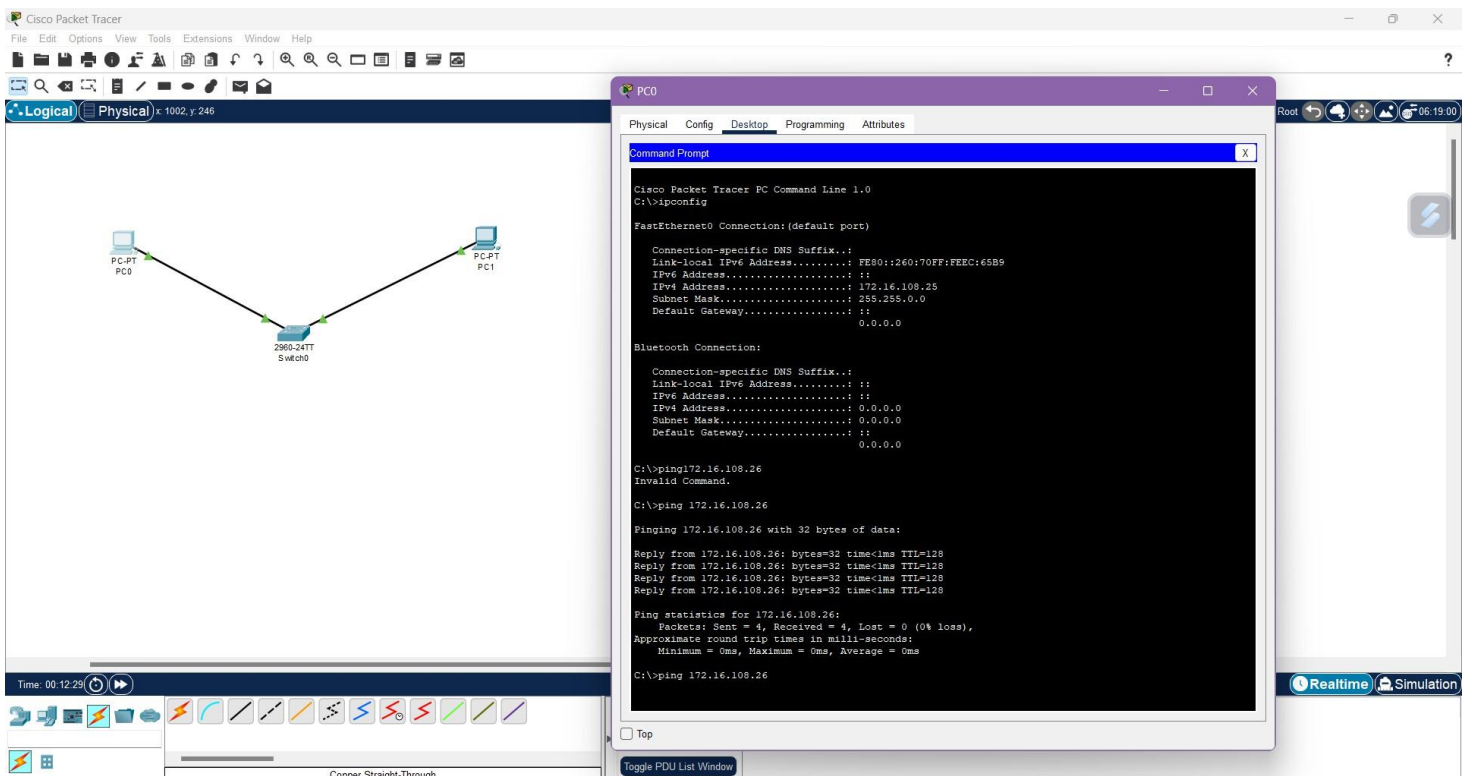 Cisco Packet Tracer
File Edit Options View Tools Extensions Window Help
?
Logical Physical x: 1002, y: 246
Root 06:19:00
PC-PT
PC0
PC-PT
PC1
2960-24TT
Switch0
PC0
Physical Config Desktop Programming Attributes
Command Prompt X
Cisco Packet Tracer PC Command Line 1.0
C:\>ipconfig
FastEthernet0 Connection:(default port)
Connection-specific DNS Suffix..:
Link-local IPv6 Address.........: FE80::260:70FF:FEEC:65B9
IPv6 Address....................: ::
IPv4 Address....................: 172.16.108.25
Subnet Mask.....................: 255.255.0.0
Default Gateway.................: ::
0.0.0.0
Bluetooth Connection:
Connection-specific DNS Suffix..:
Link-local IPv6 Address.........: ::
IPv6 Address....................: ::
IPv4 Address....................: 0.0.0.0
Subnet Mask.....................: 0.0.0.0
Default Gateway.................: ::
0.0.0.0
C:\>ping172.16.108.26
Invalid Command.
C:\>ping 172.16.108.26
Pinging 172.16.108.26 with 32 bytes of data:
Reply from 172.16.108.26: bytes=32 time<1ms TTL=128
Reply from 172.16.108.26: bytes=32 time<1ms TTL=128
Reply from 172.16.108.26: bytes=32 time<1ms TTL=128
Reply from 172.16.108.26: bytes=32 time<1ms TTL=128
Ping statistics for 172.16.108.26:
Packets: Sent = 4, Received = 4, Lost = 0 (0% loss),
Approximate round trip times in milli-seconds:
Minimum = 0ms, Maximum = 0ms, Average = 0ms
C:\>ping 172.16.108.26
Top
Time: 00:12:29
Realtime Simulation
Toggle PDU List Window
Copper Straight-Through